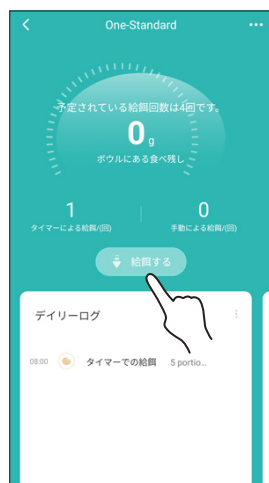 One-Standard
予定されている給餌回数は4回です。
0 g
ボウルにある食べ残し
1
0
タイマーによる給餌/(回)
手動による給餌/(回)
給餌する
デイリーログ
08:00 タイマーでの給餌 5 portio...